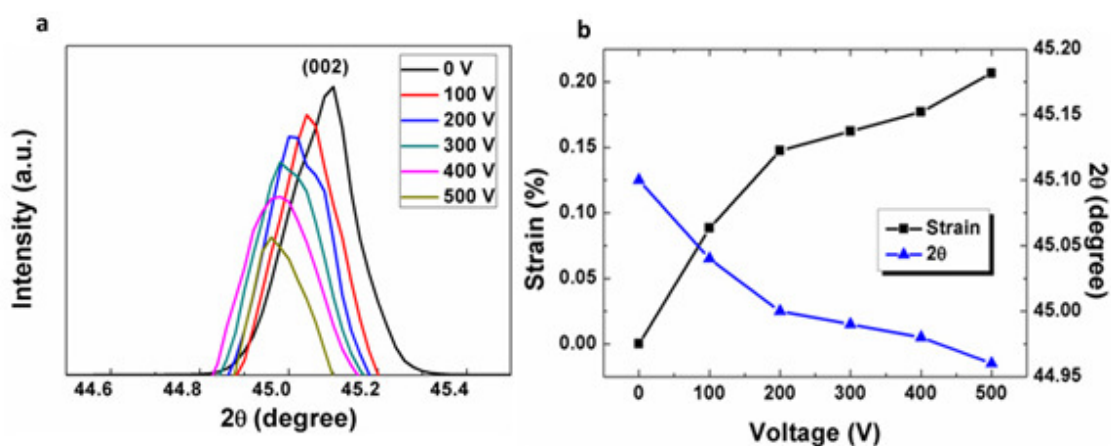 a
(002)
0 V
100 V
200 V
300 V
400 V
500 V
Intensity (a.u.)
44.6 44.8 45.0 45.2 45.4
2θ (degree)
b
0.20
0.15
0.10
0.05
0.00
Strain (%)
Strain
2θ
45.20
45.15
45.10
45.05
45.00
44.95
2θ (degree)
0 100 200 300 400 500
Voltage (V)